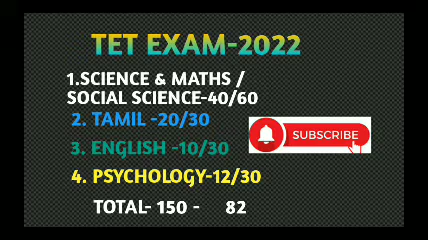 TET EXAM-2022
1.SCIENCE & MATHS /
SOCIAL SCIENCE-40/60
2. TAMIL -20/30
SUBSCRIBE
3. ENGLISH -10/30
4. PSYCHOLOGY-12/30
TOTAL- 150 - 82